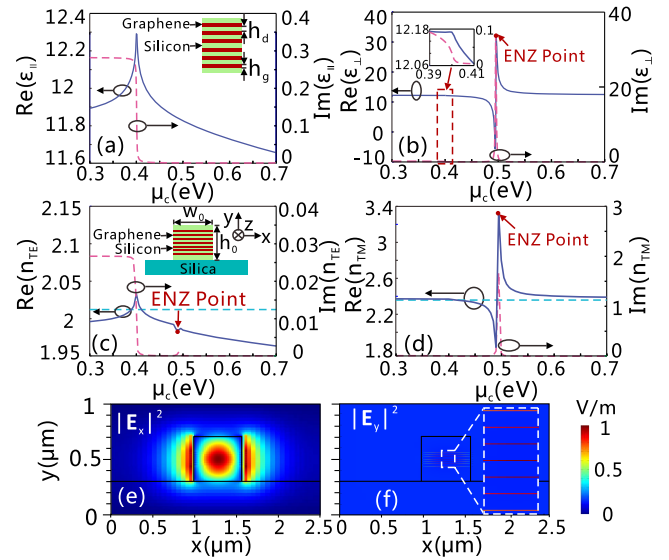 Graphene
Silicon
h_d
h_g
12.4
12.2
12
11.8
11.6
Re(ε_∥)
0.4
0.3
0.2
0.1
0
Im(ε_∥)
(a)
0.3 0.4 0.5 0.6 0.7
μ_c(eV)
40
30
20
10
0
-10
Re(ε_⊥)
12.18
12.06
0.1
0
0.39 0.41
ENZ Point
40
20
0
Im(ε_⊥)
(b)
0.3 0.4 0.5 0.6 0.7
μ_c(eV)
2.15
2.1
2.05
2
1.95
Re(n_TE)
w_0
Graphene
Silicon
h_0
Silica
y
z
x
ENZ Point
0.04
0.03
0.02
0.01
0
Im(n_TE)
(c)
0.3 0.4 0.5 0.6 0.7
μ_c(eV)
3.4
3
2.6
2.2
1.8
Re(n_TM)
ENZ Point
3
2
1
0
Im(n_TM)
(d)
0.3 0.4 0.5 0.6 0.7
μ_c(eV)
|E_x|^2
1
0.5
0
y(μm)
(e)
0 0.5 1 1.5 2 2.5
x(μm)
|E_y|^2
(f)
0 0.5 1 1.5 2 2.5
x(μm)
V/m
1
0.5
0